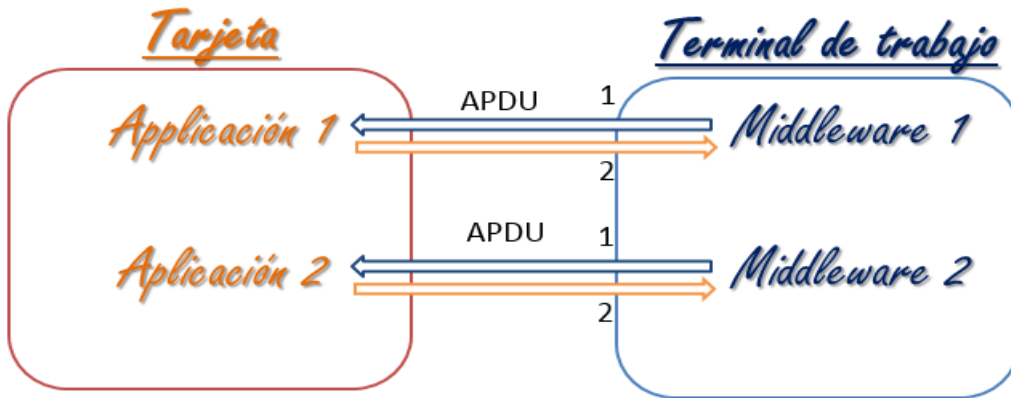 Tarjeta
Terminal de trabajo
APDU
1
Applicación 1
Middleware 1
2
APDU
1
Aplicación 2
Middleware 2
2